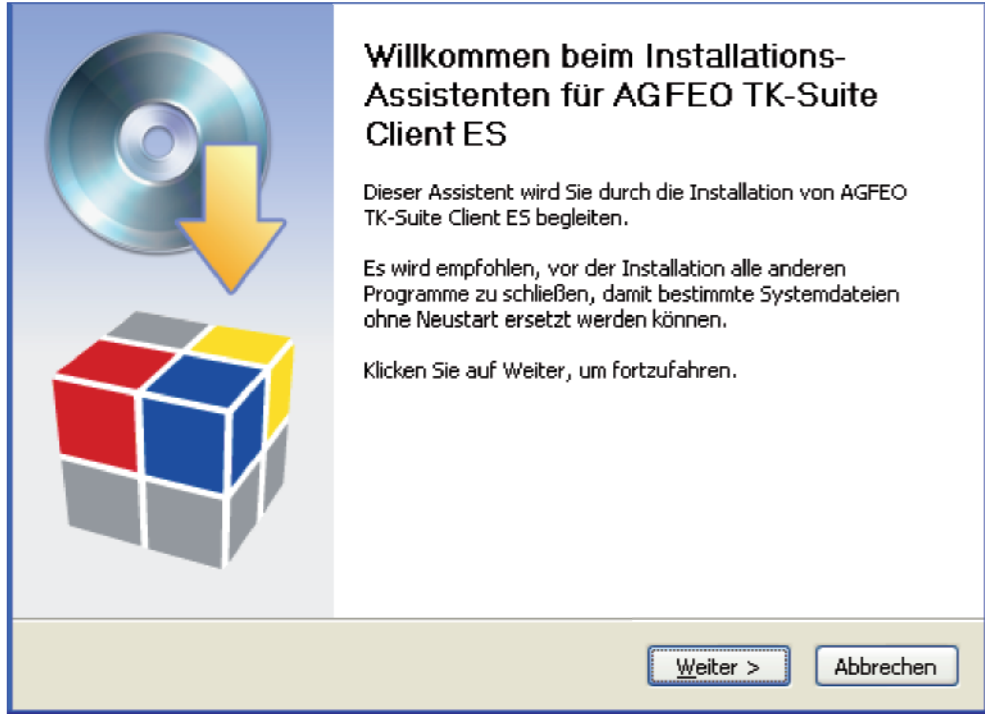 Willkommen beim Installations-
Assistenten für AGFEO TK-Suite
Client ES
Dieser Assistent wird Sie durch die Installation von AGFEO
TK-Suite Client ES begleiten.
Es wird empfohlen, vor der Installation alle anderen
Programme zu schließen, damit bestimmte Systemdateien
ohne Neustart ersetzt werden können.
Klicken Sie auf Weiter, um fortzufahren.
Weiter >
Abbrechen